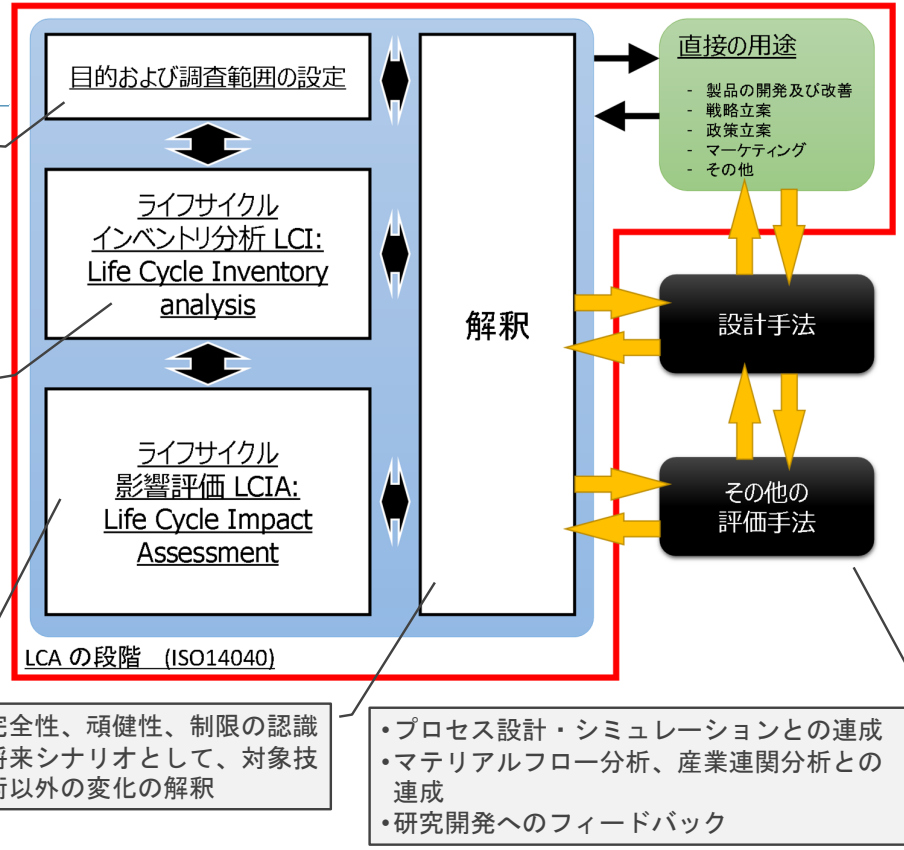 目的および調査範囲の設定
ライフサイクル
インベントリ分析 LCI:
Life Cycle Inventory
analysis
ライフサイクル
影響評価 LCIA:
Life Cycle Impact
Assessment
解釈
直接の用途
- 製品の開発及び改善
- 戦略立案
- 政策立案
- マーケティング
- その他
設計手法
その他の
評価手法
LCA の段階 (ISO14040)
完全性、頑健性、制限の認識
将来シナリオとして、対象技
術以外の変化の解釈
•プロセス設計・シミュレーションとの連成
•マテリアルフロー分析、産業連関分析との
連成
•研究開発へのフィードバック